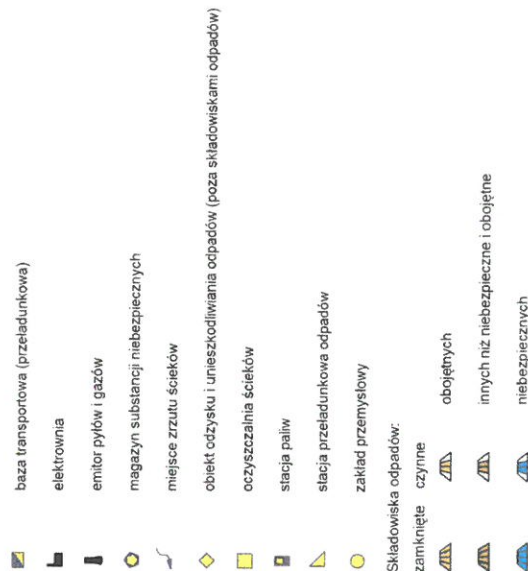 baza transportowa (przeładunkowa)
elektrownia
emitor pyłów i gazów
magazyn substancji niebezpiecznych
miejsce zrzutu ścieków
obiekt odzysku i unieszkodliwiania odpadów (poza składowiskami odpadów)
oczyszczalnia ścieków
stacja paliw
stacja przeładunkowa odpadów
zakład przemysłowy
Składowiska odpadów:
zamknięte czynne
obojętnych
innych niż niebezpieczne i obojętne
niebezpiecznych